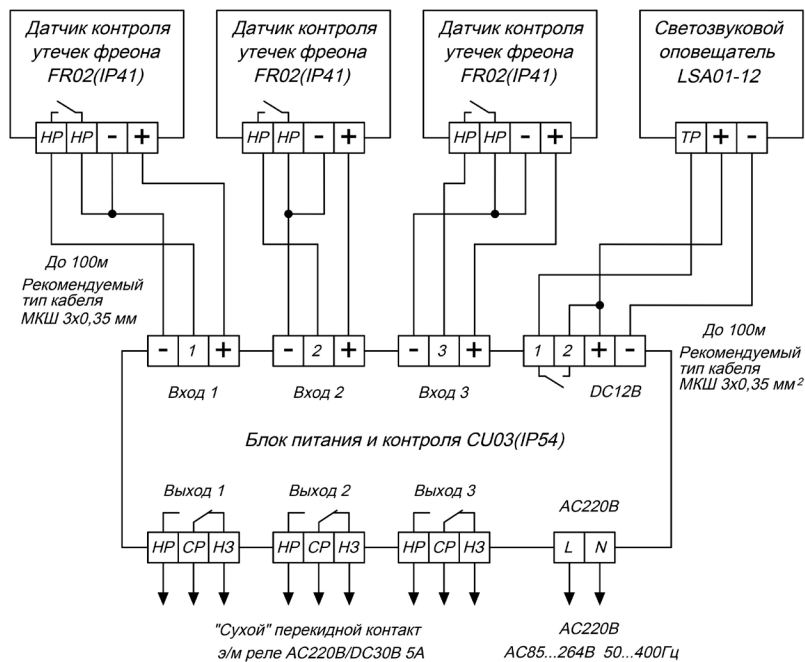 Датчик контроля
утечек фреона
FR02(IP41)
Датчик контроля
утечек фреона
FR02(IP41)
Датчик контроля
утечек фреона
FR02(IP41)
Светозвуковой
оповещатель
LSA01-12
НР НР - +
НР НР - +
НР НР - +
ТР + -
До 100м
Рекомендуемый
тип кабеля
МКШ 3х0,35 мм
До 100м
Рекомендуемый
тип кабеля
МКШ 3х0,35 мм²
- 1 +
- 2 +
- 3 +
1 2 + -
Вход 1
Вход 2
Вход 3
DC12В
Блок питания и контроля CU03(IP54)
Выход 1
Выход 2
Выход 3
АС220В
НР СР НЗ
НР СР НЗ
НР СР НЗ
L N
"Сухой" перекидной контакт
э/м реле АС220В/DC30В 5А
АС220В
АС85...264В 50...400Гц